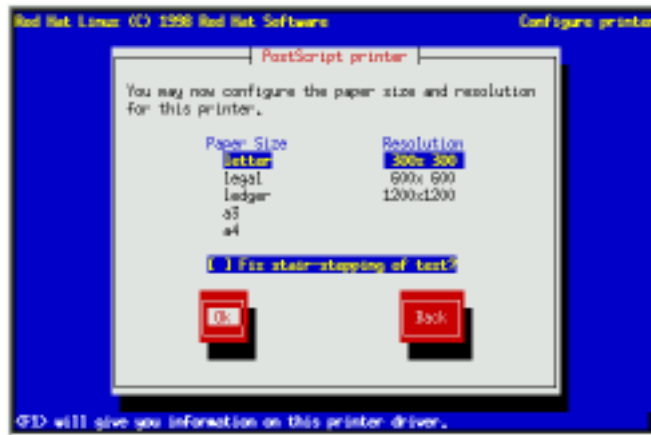 Red Hat Linux (C) 1998 Red Hat Software Configure printer
PostScript printer
You may now configure the paper size and resolution
for this printer.
Paper Size Resolution
letter 300x 300
legal 600x 600
ledger 1200x1200
a3
a4
[ ] Fix stair-stepping of text?
Ok Back
<F1> will give you information on this printer driver.